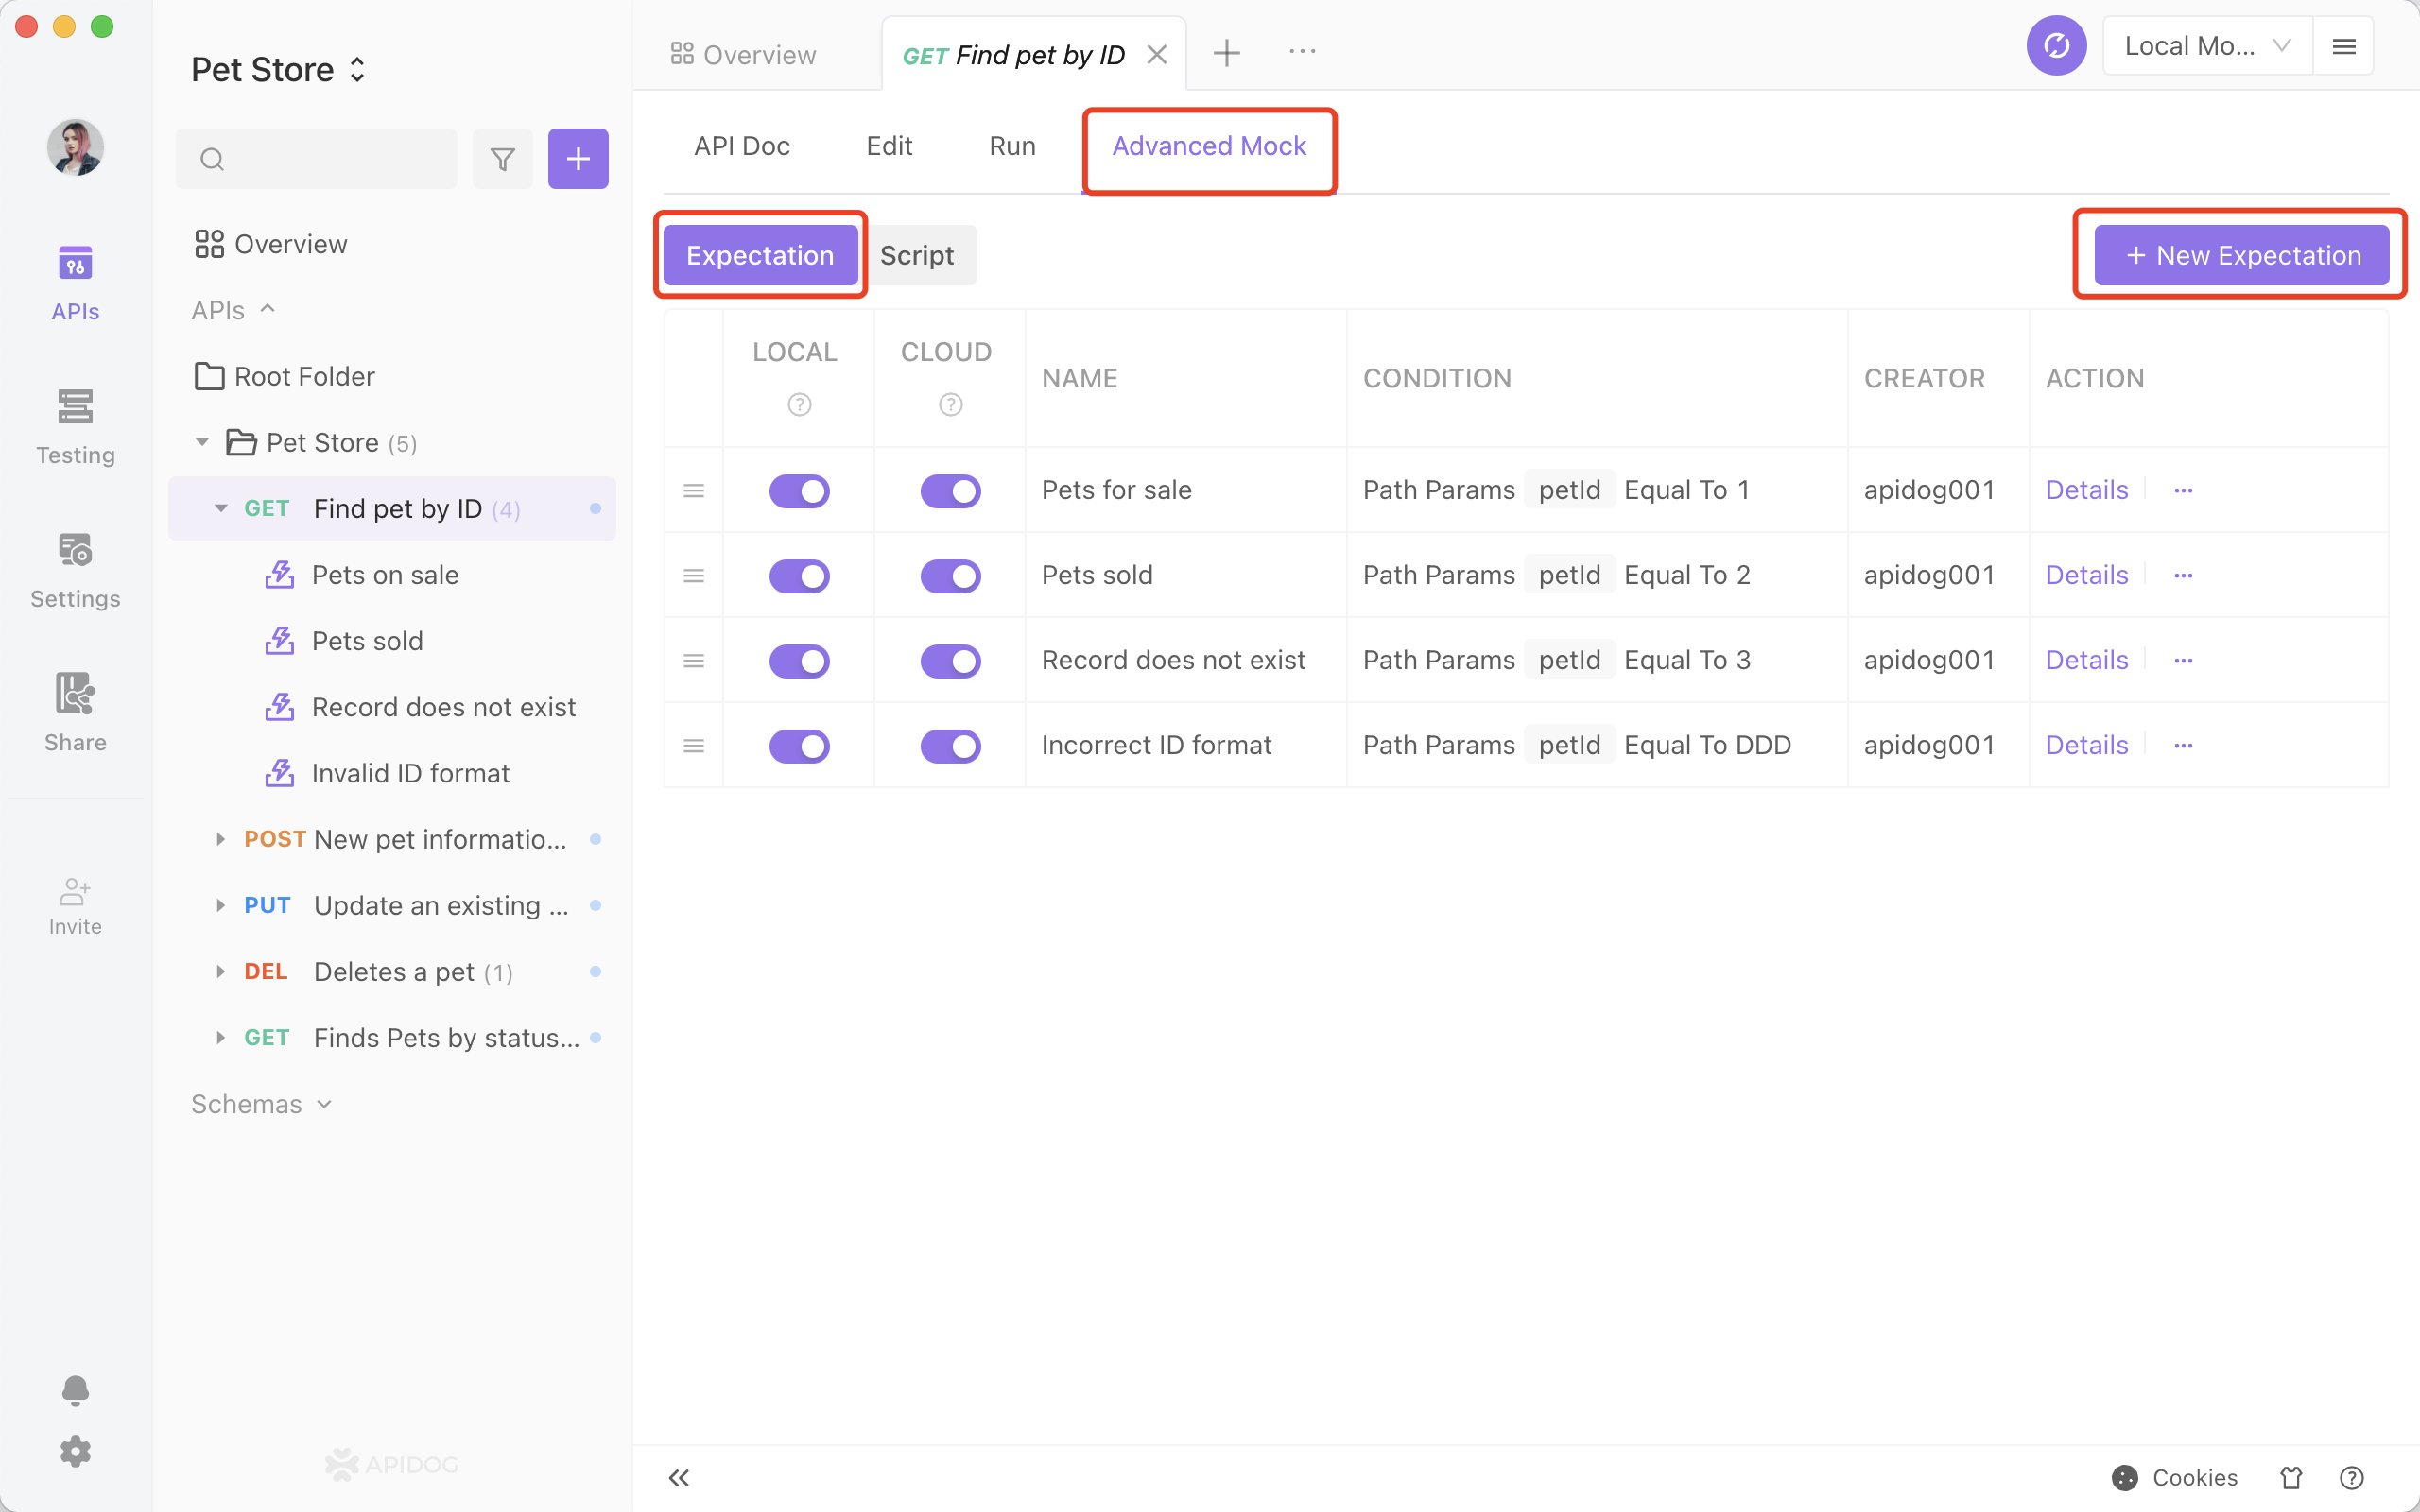 Pet Store
Overview
GET Find pet by ID
Local Mo...
API Doc
Edit
Run
Advanced Mock
Expectation
Script
+ New Expectation
APIs
Testing
Settings
Share
Invite
Overview
APIs
Root Folder
Pet Store (5)
GET Find pet by ID (4)
Pets on sale
Pets sold
Record does not exist
Invalid ID format
POST New pet informatio...
PUT Update an existing ...
DEL Deletes a pet (1)
GET Finds Pets by status...
Schemas
APIDOG
LOCAL CLOUD NAME CONDITION CREATOR ACTION
Pets for sale Path Params petId Equal To 1 apidog001 Details ...
Pets sold Path Params petId Equal To 2 apidog001 Details ...
Record does not exist Path Params petId Equal To 3 apidog001 Details ...
Incorrect ID format Path Params petId Equal To DDD apidog001 Details ...
Cookies